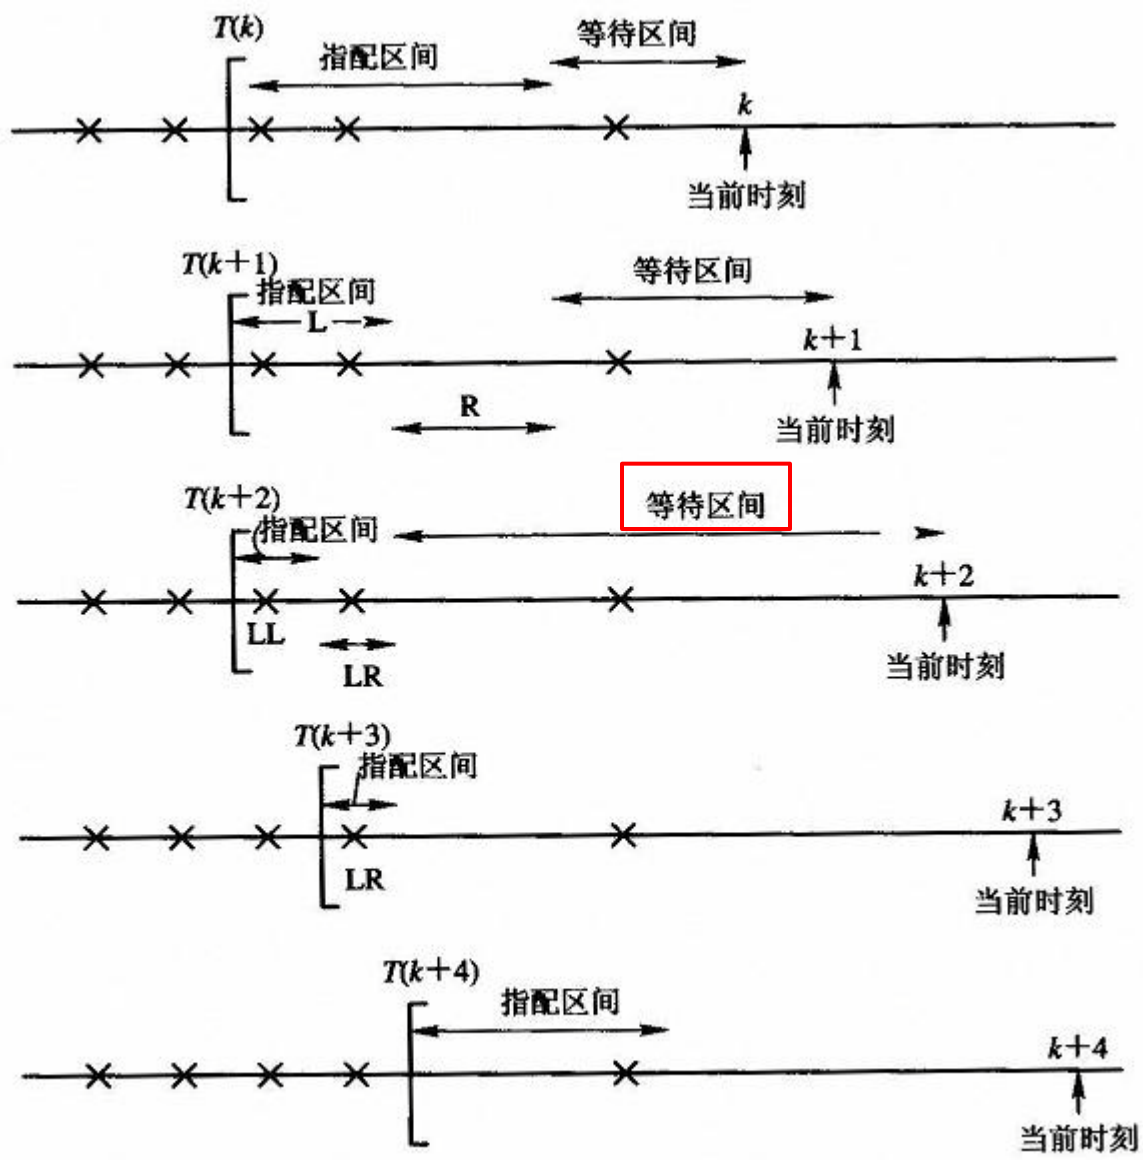 T(k)
指配区间
等待区间
k
当前时刻
T(k+1)
指配区间
等待区间
L
k+1
R
当前时刻
T(k+2)
指配区间
等待区间
k+2
LL
LR
当前时刻
T(k+3)
指配区间
k+3
LR
当前时刻
T(k+4)
指配区间
k+4
当前时刻